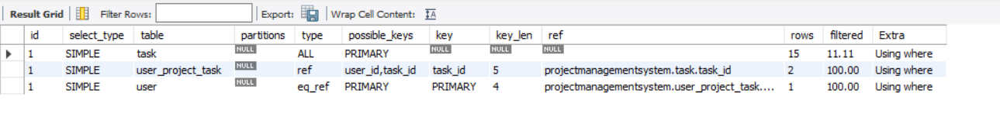 Result Grid Filter Rows: Export: Wrap Cell Content: IA
id select_type table partitions type possible_keys key key_len ref rows filtered Extra
1 SIMPLE task NULL ALL PRIMARY NULL NULL NULL 15 11.11 Using where
1 SIMPLE user_project_task NULL ref user_id,task_id task_id 5 projectmanagementsystem.task.task_id 2 100.00 Using where
1 SIMPLE user NULL eq_ref PRIMARY PRIMARY 4 projectmanagementsystem.user_project_task.... 1 100.00 Using where